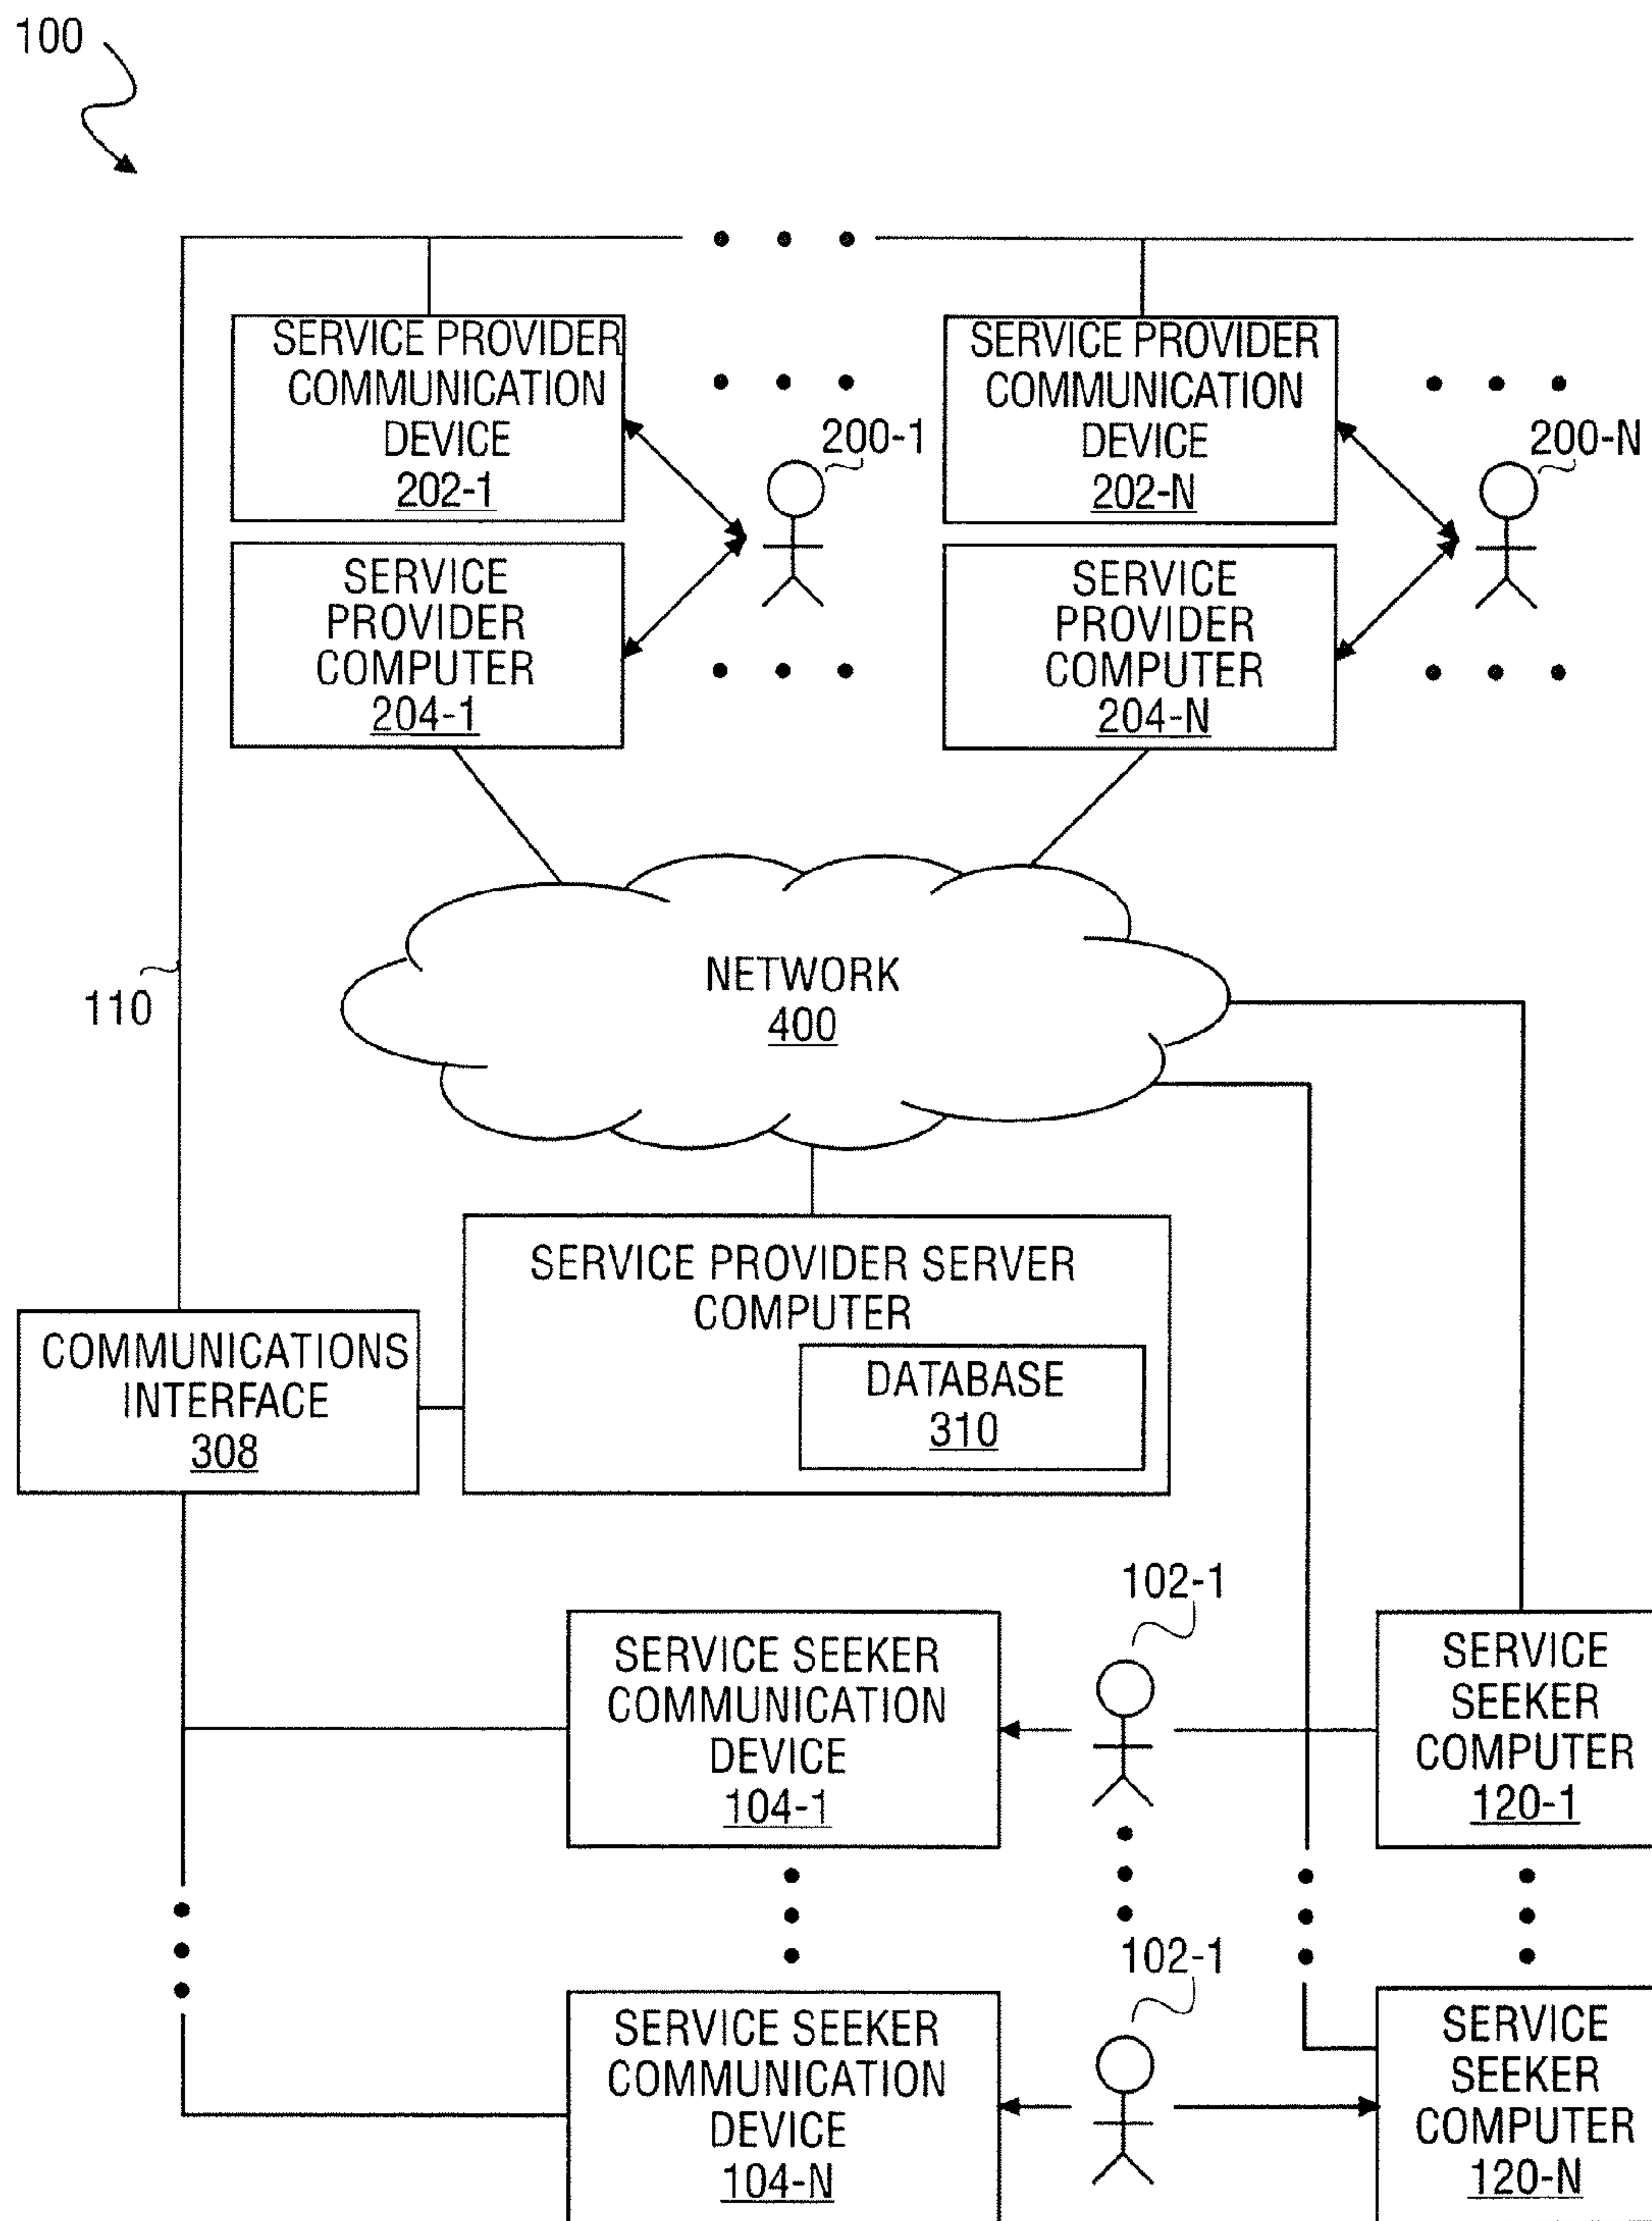 100
SERVICE PROVIDER
COMMUNICATION
DEVICE
202-1
200-1
SERVICE PROVIDER
COMMUNICATION
DEVICE
202-N
200-N
SERVICE
PROVIDER
COMPUTER
204-1
SERVICE
PROVIDER
COMPUTER
204-N
NETWORK
400
110
SERVICE PROVIDER SERVER
COMPUTER
DATABASE
310
COMMUNICATIONS
INTERFACE
308
102-1
SERVICE SEEKER
COMMUNICATION
DEVICE
104-1
SERVICE
SEEKER
COMPUTER
120-1
102-1
SERVICE SEEKER
COMMUNICATION
DEVICE
104-N
SERVICE
SEEKER
COMPUTER
120-N